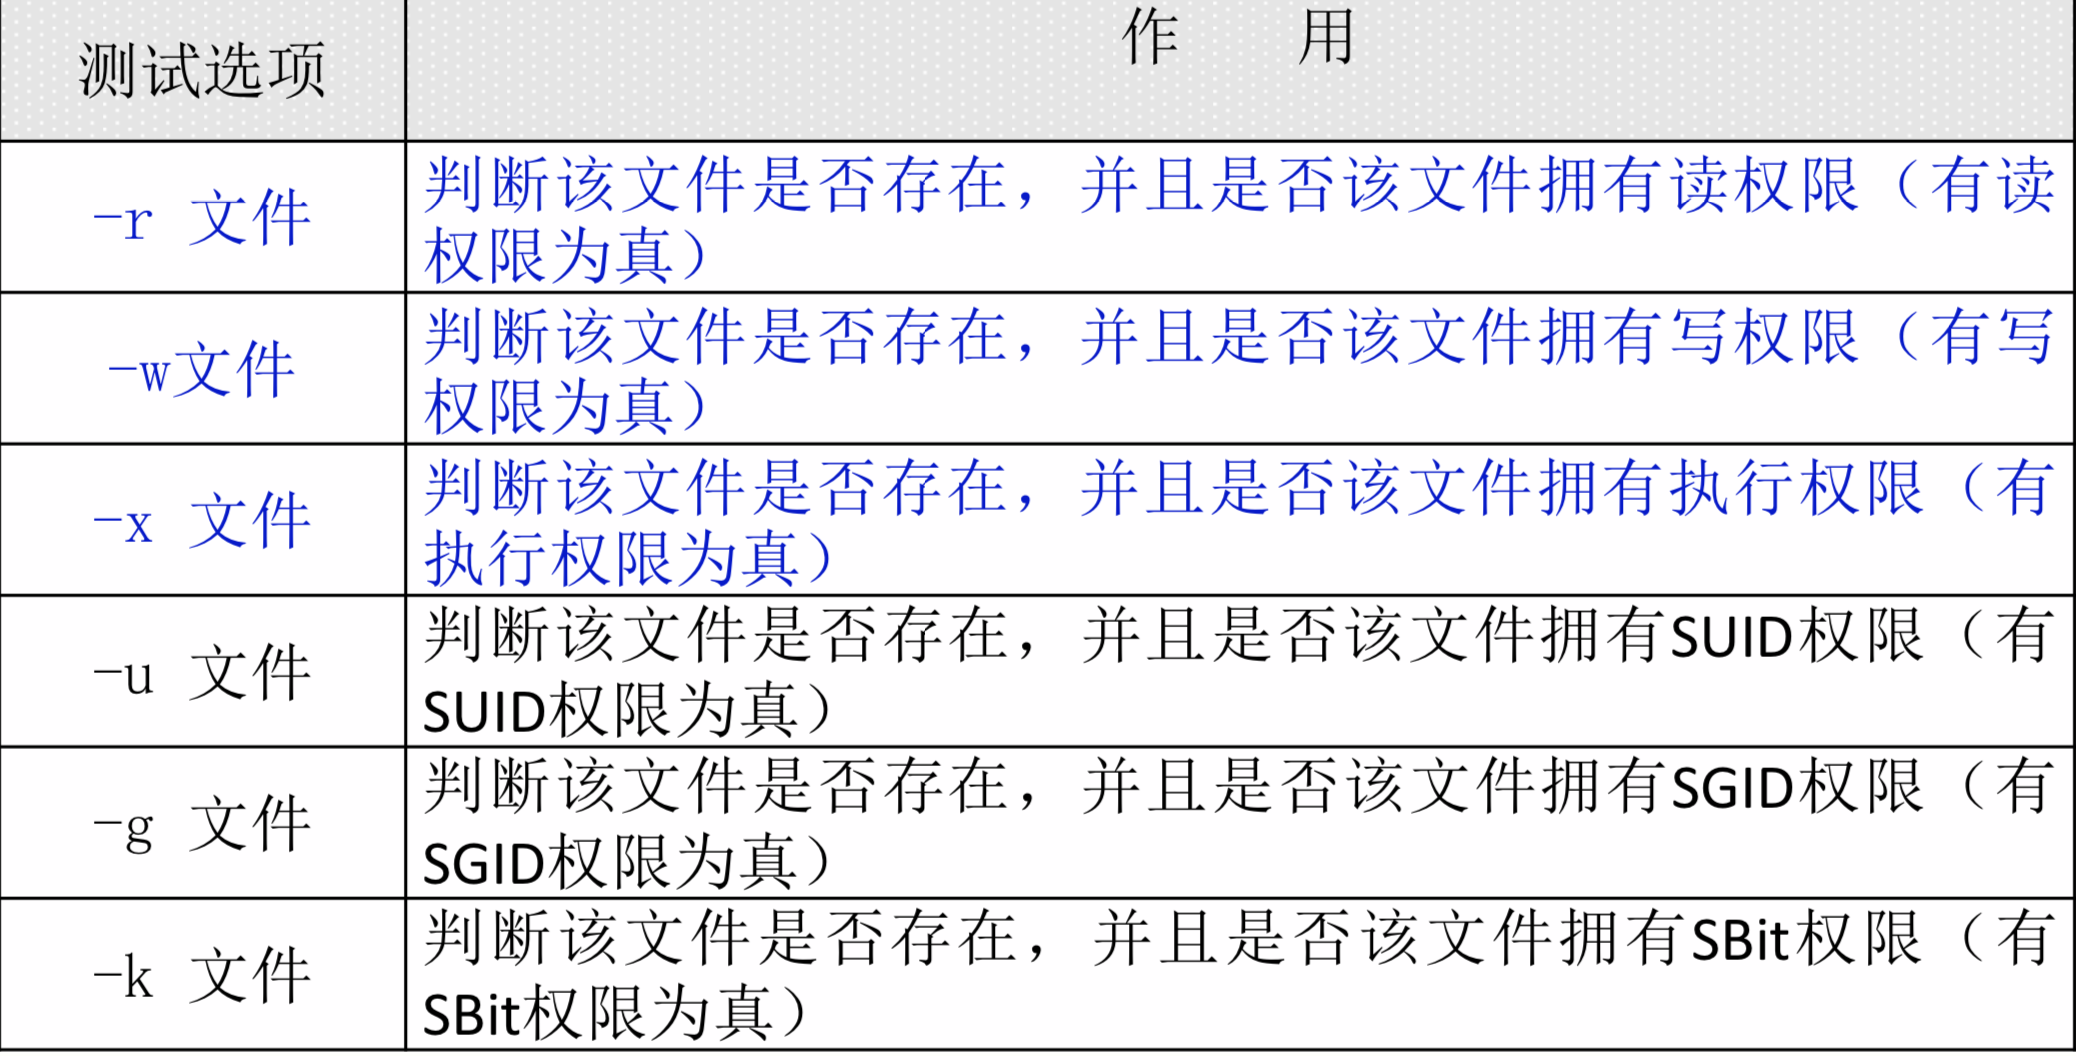 测试选项
作 用
-r 文件
判断该文件是否存在，并且是否该文件拥有读权限（有读
权限为真）
-w文件
判断该文件是否存在，并且是否该文件拥有写权限（有写
权限为真）
-x 文件
判断该文件是否存在，并且是否该文件拥有执行权限（有
执行权限为真）
-u 文件
判断该文件是否存在，并且是否该文件拥有SUID权限（有
SUID权限为真）
-g 文件
判断该文件是否存在，并且是否该文件拥有SGID权限（有
SGID权限为真）
-k 文件
判断该文件是否存在，并且是否该文件拥有SBit权限（有
SBit权限为真）